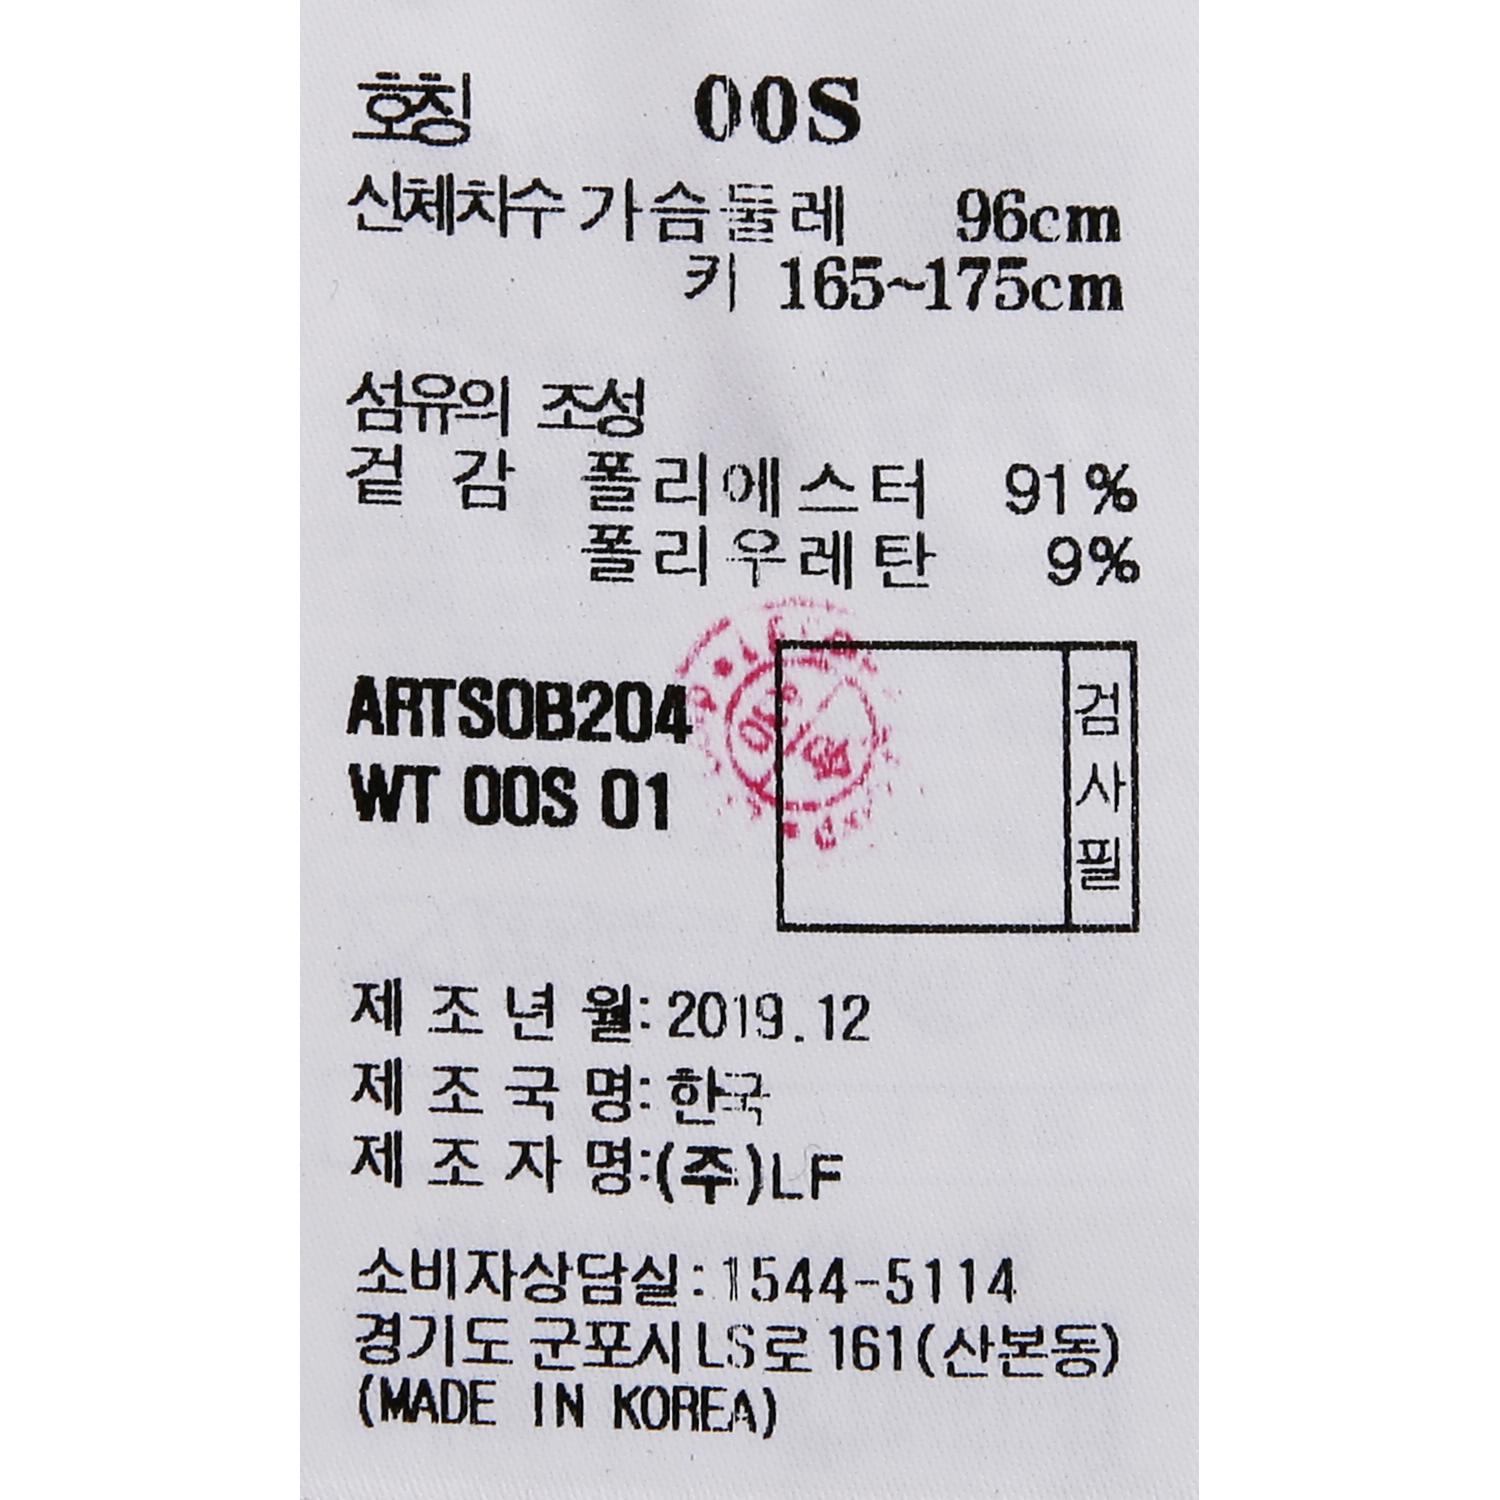 호칭 00S
신체치수 가슴둘레 96cm
키 165~175cm
섬유의 조성
겉 감 폴리에스터 91%
폴리우레탄 9%
ARTSOB204
WT 00S 01
검사필
제 조 년 월: 2019.12
제 조 국 명: 한국
제 조 자 명:(주)LF
소비자상담실:1544-5114
경기도 군포시 LS로 161(산본동)
(MADE IN KOREA)